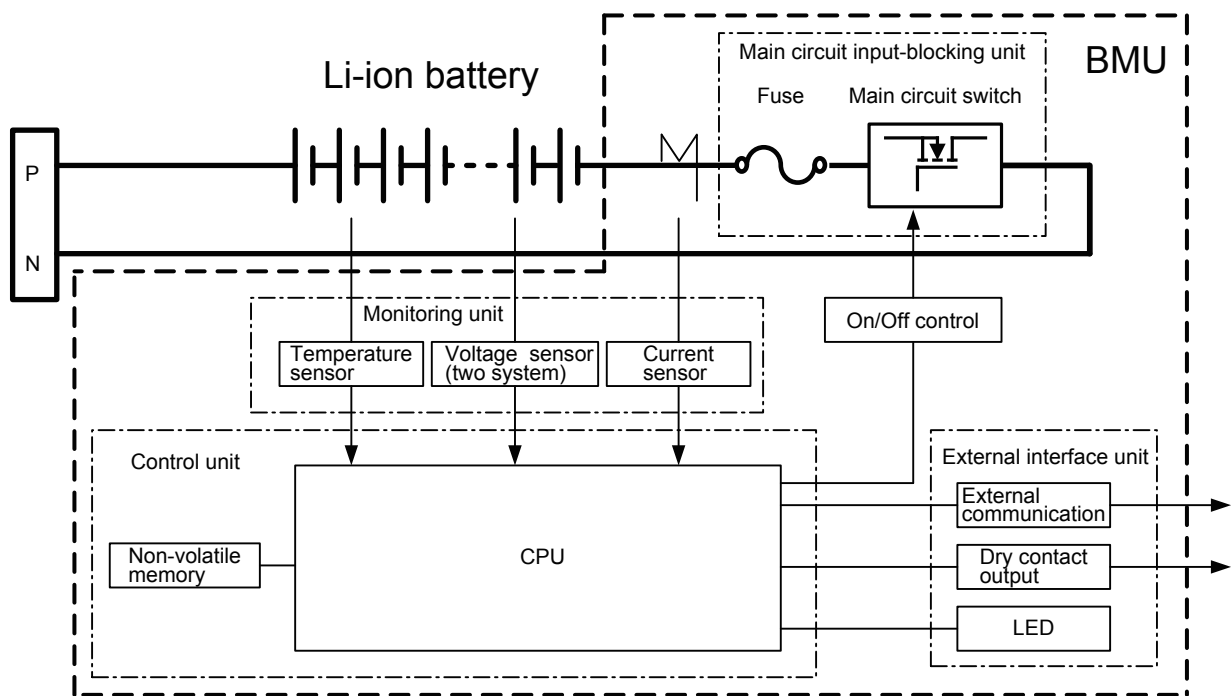 Main circuit input-blocking unit
BMU
Li-ion battery
Fuse
Main circuit switch
P
N
Monitoring unit
On/Off control
Temperature
sensor
Voltage sensor
(two system)
Current
sensor
Control unit
External interface unit
External
communication
Non-volatile
memory
CPU
Dry contact
output
LED